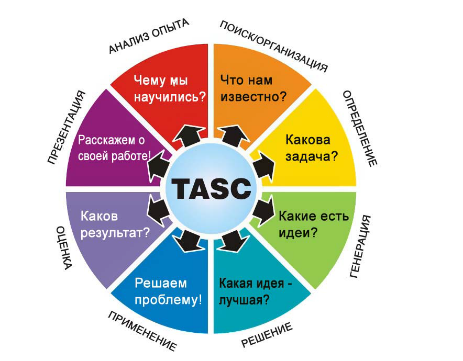 ПОИСК/ОРГАНИЗАЦИЯ
Что нам
известно?
ОПРЕДЕЛЕНИЕ
Какова
задача?
ГЕНЕРАЦИЯ
Какие есть
идеи?
РЕШЕНИЕ
Какая идея -
лучшая?
ПРИМЕНЕНИЕ
Решаем
проблему!
ОЦЕНКА
Каков
результат?
ПРЕЗЕНТАЦИЯ
Расскажем о
своей работе!
АНАЛИЗ ОПЫТА
Чему мы
научились?
TASC